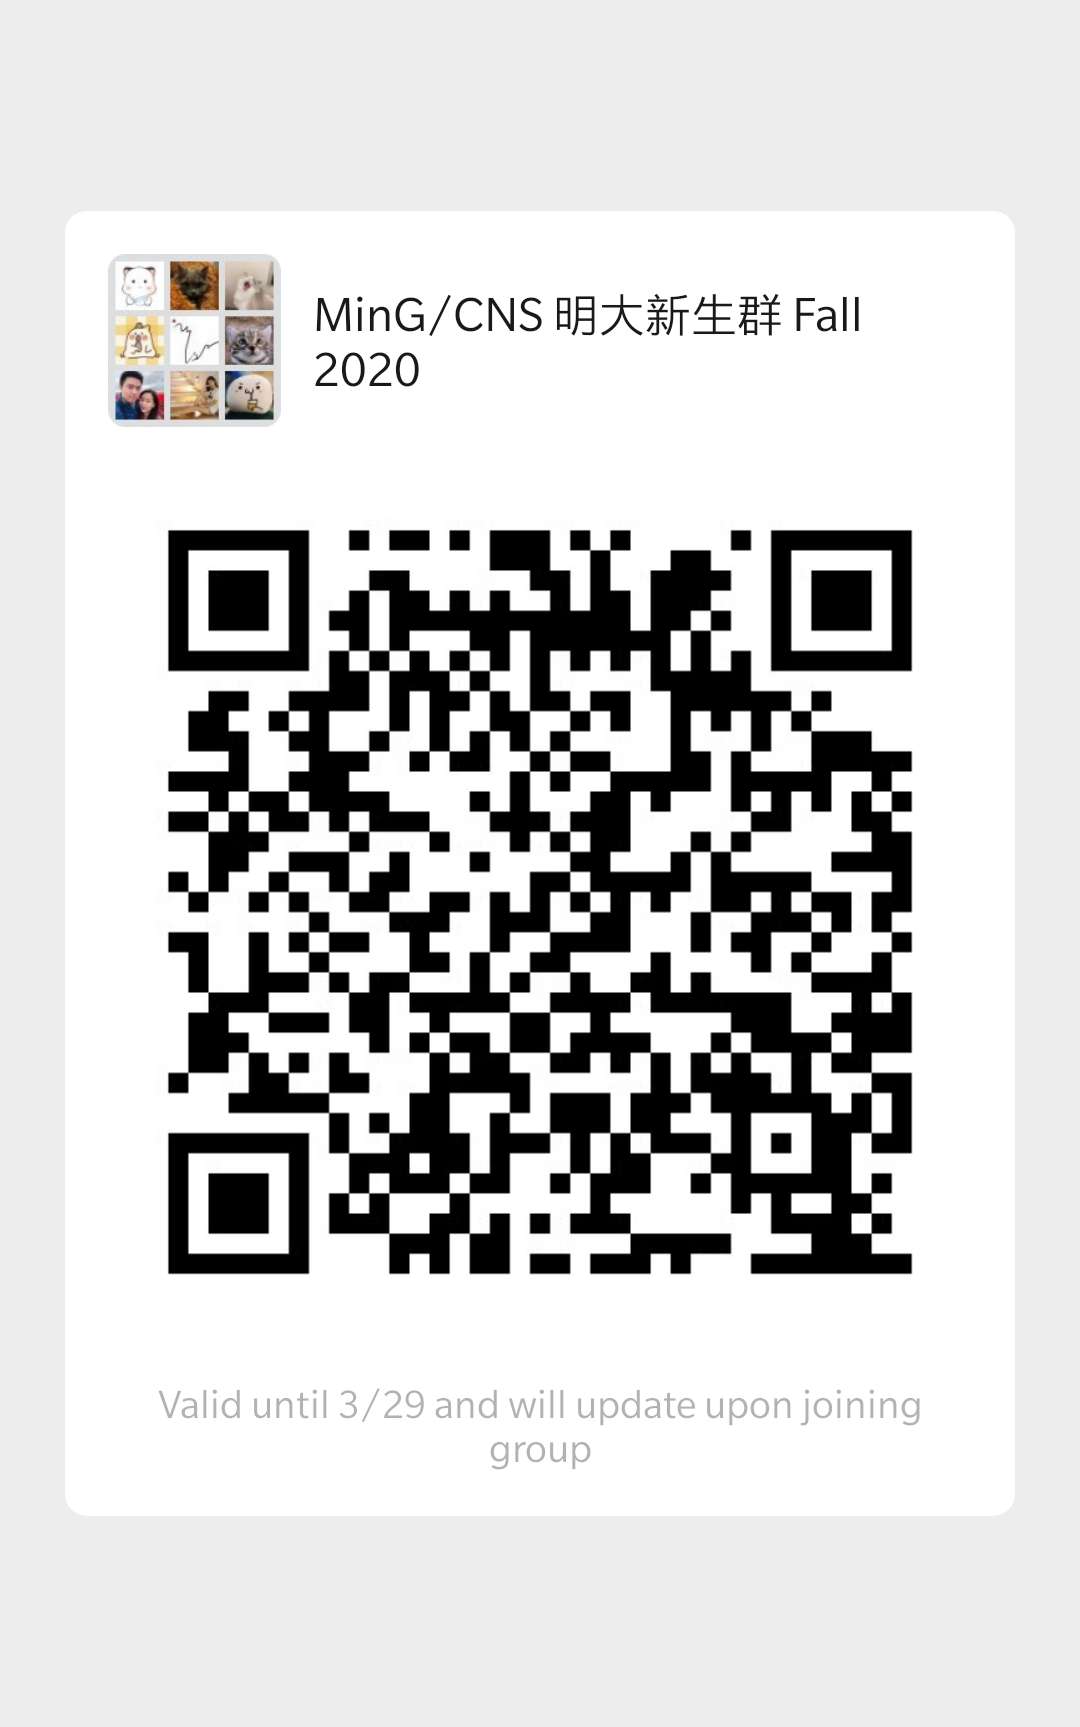 MinG/CNS 明大新生群 Fall
2020
Valid until 3/29 and will update upon joining
group